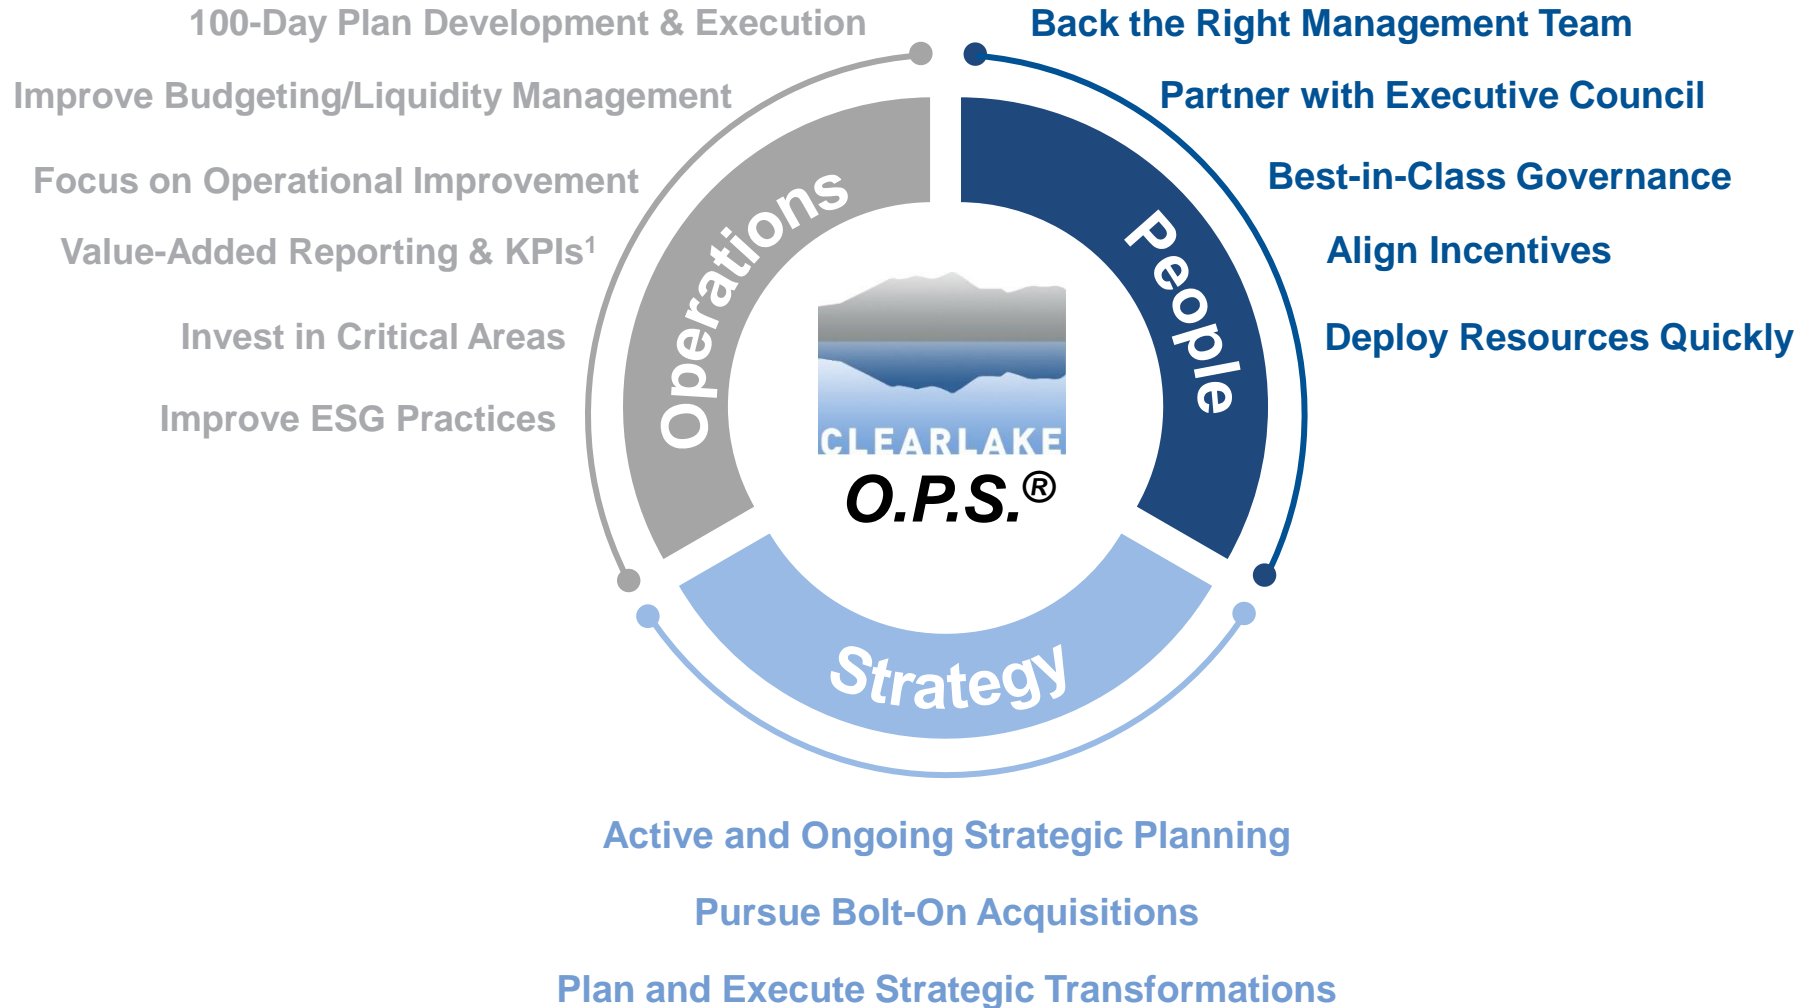 100-Day Plan Development & Execution
Improve Budgeting/Liquidity Management
Focus on Operational Improvement
Value-Added Reporting & KPIs¹
Invest in Critical Areas
Improve ESG Practices
Operations
Back the Right Management Team
Partner with Executive Council
Best-in-Class Governance
Align Incentives
Deploy Resources Quickly
People
CLEARLAKE
O.P.S.®
Strategy
Active and Ongoing Strategic Planning
Pursue Bolt-On Acquisitions
Plan and Execute Strategic Transformations